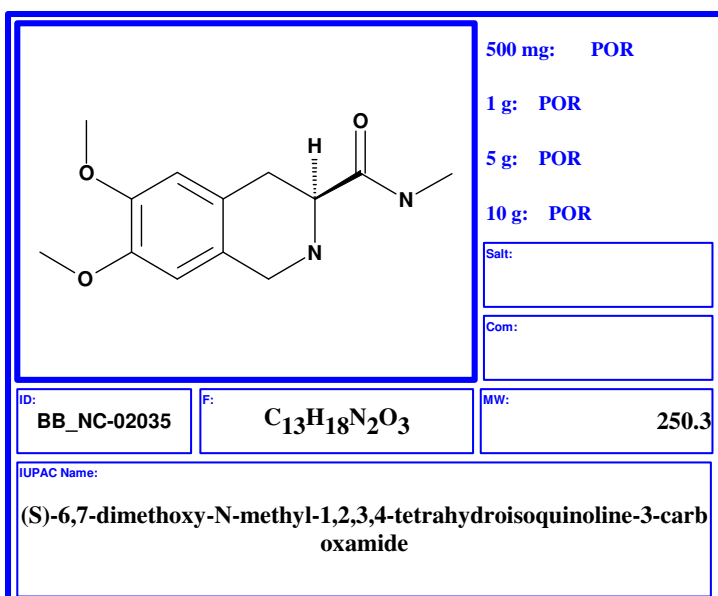 500 mg: POR
1 g: POR
5 g: POR
10 g: POR
O
H
O
N
N
O
Salt:
Com:
ID:
BB_NC-02035
F:
C13H18N2O3
MW:
250.3
IUPAC Name:
(S)-6,7-dimethoxy-N-methyl-1,2,3,4-tetrahydroisoquinoline-3-carb
oxamide